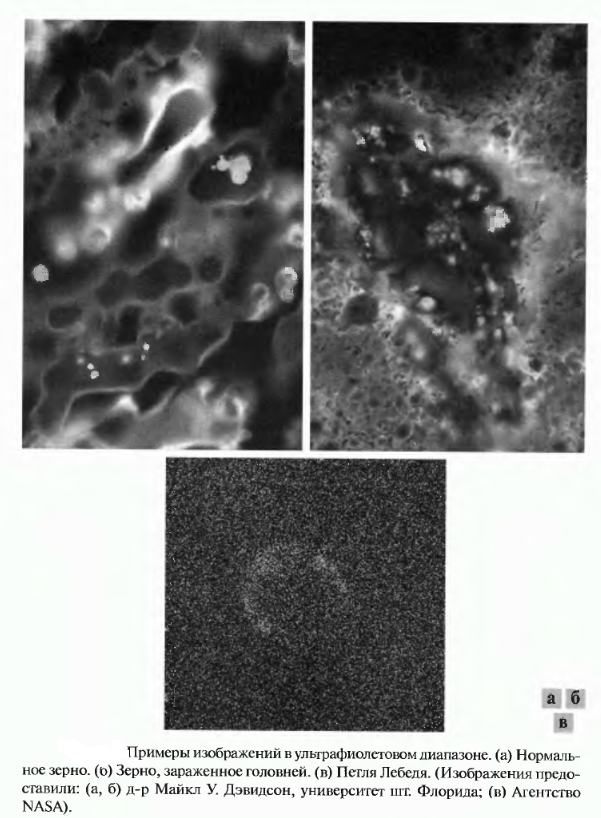 а б
в
Примеры изображений в ультрафиолетовом диапазоне. (а) Нормаль-
ное зерно. (б) Зерно, зараженное головней. (в) Петля Лебедя. (Изображения предо-
ставили: (а, б) д-р Майкл У. Дэвидсон, университет шт. Флорида; (в) Агентство
NASA).